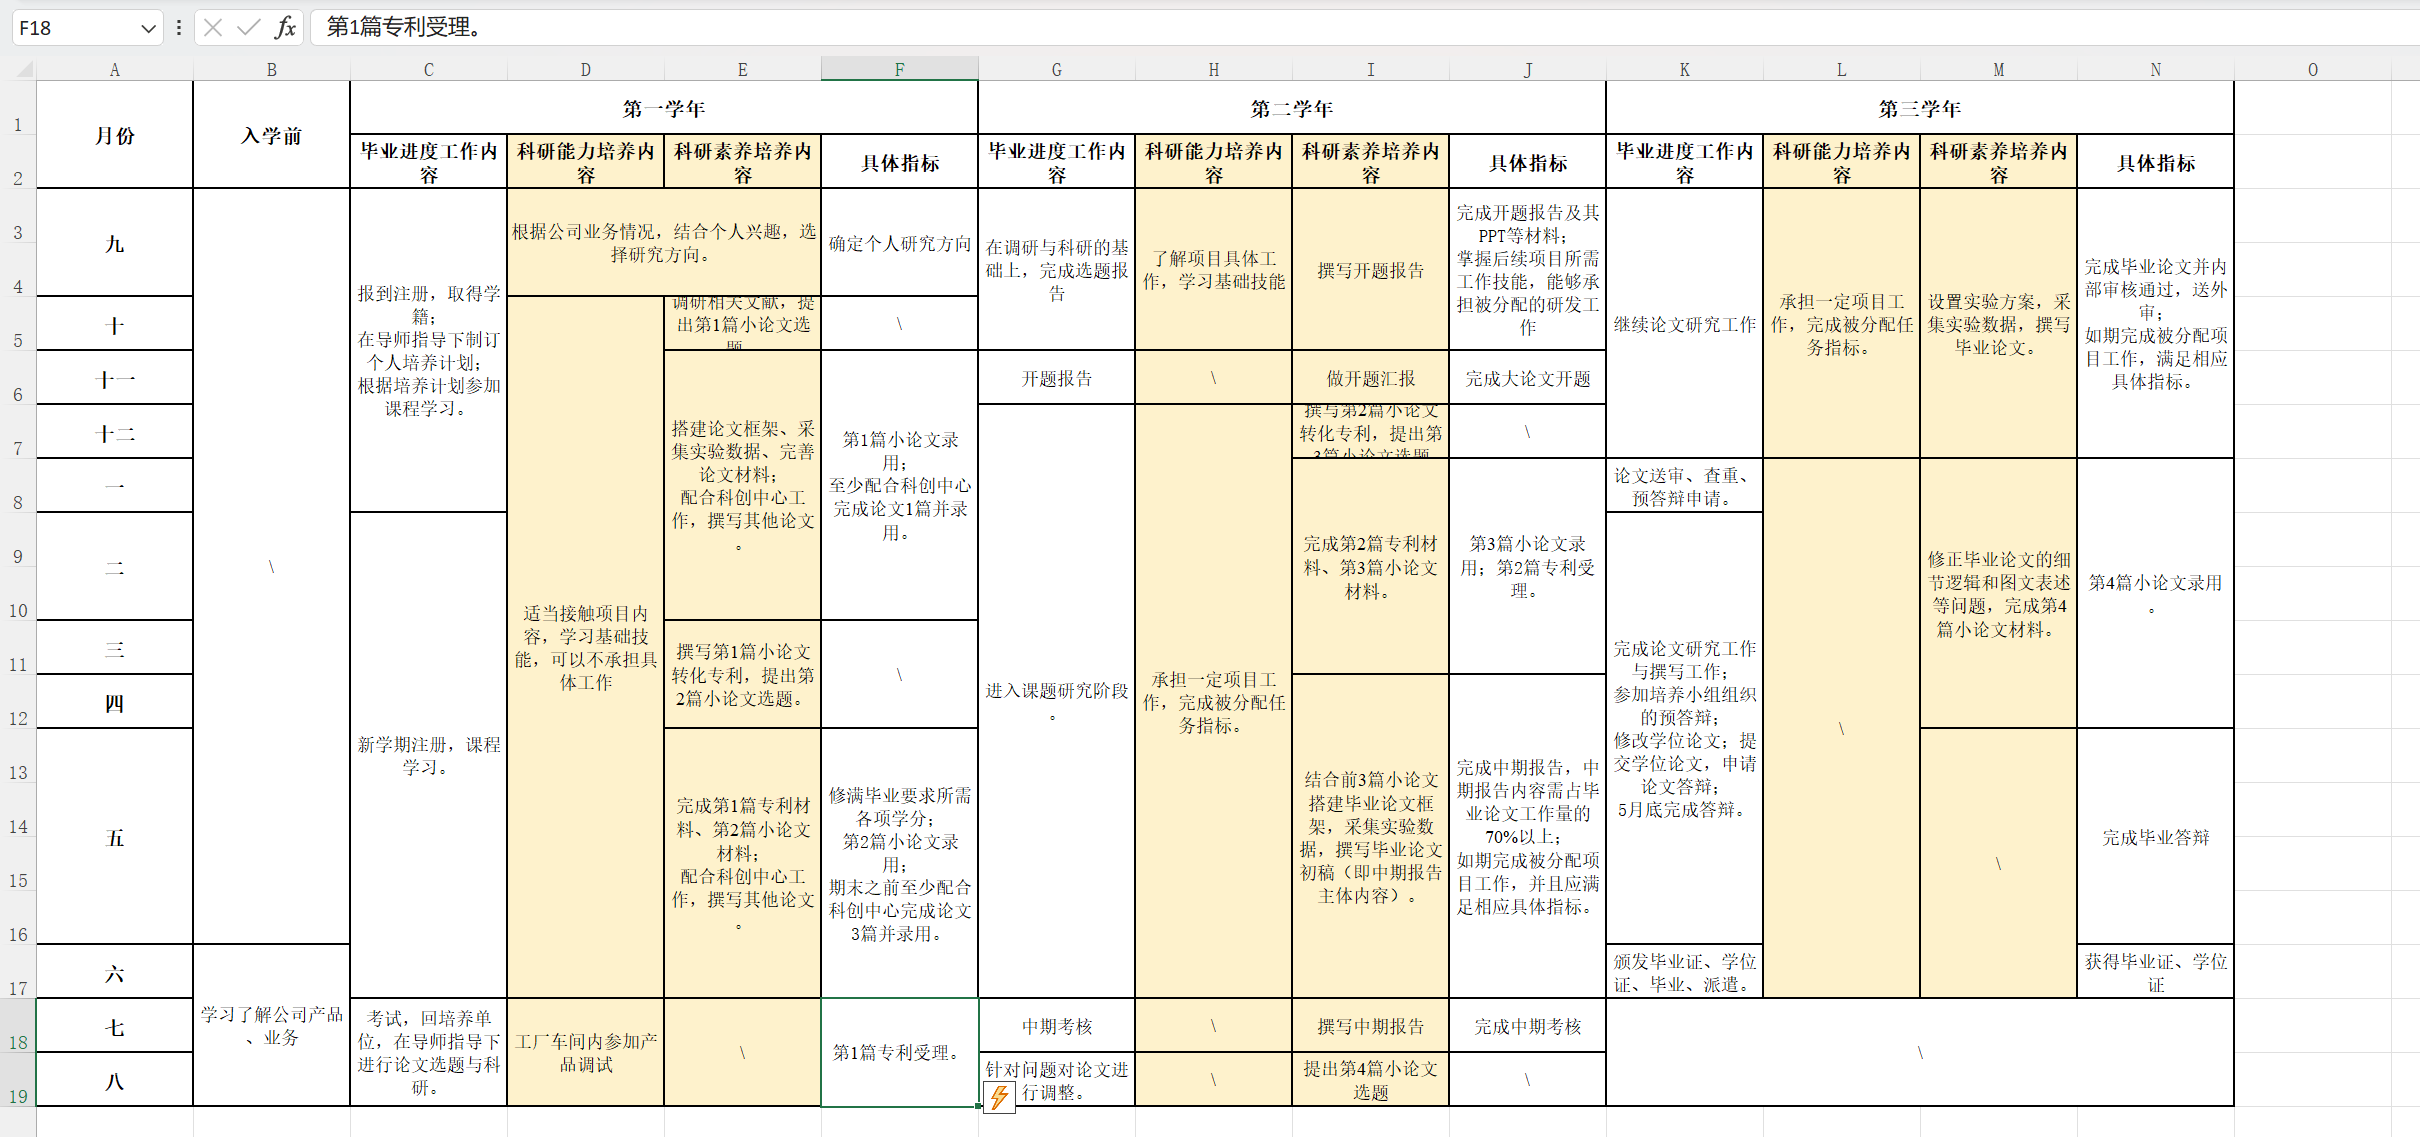 F18
fx
第1篇专利受理。
A B C D E F G H I J K L M N O
1
月份
入学前
第一学年
第二学年
第三学年
2
毕业进度工作内
容
科研能力培养内
容
科研素养培养内
容
具体指标
毕业进度工作内
容
科研能力培养内
容
科研素养培养内
容
具体指标
毕业进度工作内
容
科研能力培养内
容
科研素养培养内
容
具体指标
3
4
5
6
7
8
9
10
11
12
13
14
15
16
17
18
19
九
十
十一
十二
一
二
三
四
五
六
七
八
\
学习了解公司产品
、业务
报到注册，取得学
籍；
在导师指导下制订
个人培养计划；
根据培养计划参加
课程学习。
新学期注册，课程
学习。
考试，回培养单
位，在导师指导下
进行论文选题与科
研。
根据公司业务情况，结合个人兴趣，选
择研究方向。
适当接触项目内
容，学习基础技
能，可以不承担具
体工作
工厂车间内参加产
品调试
调研相关文献，提
出第1篇小论文选
题
搭建论文框架、采
集实验数据、完善
论文材料；
配合科创中心工
作，撰写其他论文
。
撰写第1篇小论文
转化专利，提出第
2篇小论文选题。
完成第1篇专利材
料、第2篇小论文
材料；
配合科创中心工
作，撰写其他论文
。
\
确定个人研究方向
\
第1篇小论文录
用；
至少配合科创中心
完成论文1篇并录
用。
\
修满毕业要求所需
各项学分；
第2篇小论文录
用；
期末之前至少配合
科创中心完成论文
3篇并录用。
第1篇专利受理。
在调研与科研的基
础上，完成选题报
告
开题报告
进入课题研究阶段
。
中期考核
针对问题对论文进
行调整。
了解项目具体工
作，学习基础技能
\
承担一定项目工
作，完成被分配任
务指标。
\
\
撰写开题报告
做开题汇报
撰写第2篇小论文
转化专利，提出第
3篇小论文选题
完成第2篇专利材
料、第3篇小论文
材料。
结合前3篇小论文
搭建毕业论文框
架，采集实验数
据，撰写毕业论文
初稿（即中期报告
主体内容）。
撰写中期报告
提出第4篇小论文
选题
完成开题报告及其
PPT等材料；
掌握后续项目所需
工作技能，能够承
担被分配的研发工
作
完成大论文开题
\
第3篇小论文录
用；第2篇专利受
理。
完成中期报告，中
期报告内容需占毕
业论文工作量的
70%以上；
如期完成被分配项
目工作，并且应满
足相应具体指标。
完成中期考核
\
继续论文研究工作
论文送审、查重、
预答辩申请。
完成论文研究工作
与撰写工作；
参加培养小组组织
的预答辩；
修改学位论文；提
交学位论文，申请
论文答辩；
5月底完成答辩。
颁发毕业证、学位
证、毕业、派遣。
承担一定项目工
作，完成被分配任
务指标。
\
设置实验方案，采
集实验数据，撰写
毕业论文。
修正毕业论文的细
节逻辑和图文表述
等问题，完成第4
篇小论文材料。
\
完成毕业论文并内
部审核通过，送外
审；
如期完成被分配项
目工作，满足相应
具体指标。
第4篇小论文录用
。
完成毕业答辩
获得毕业证、学位
证
\